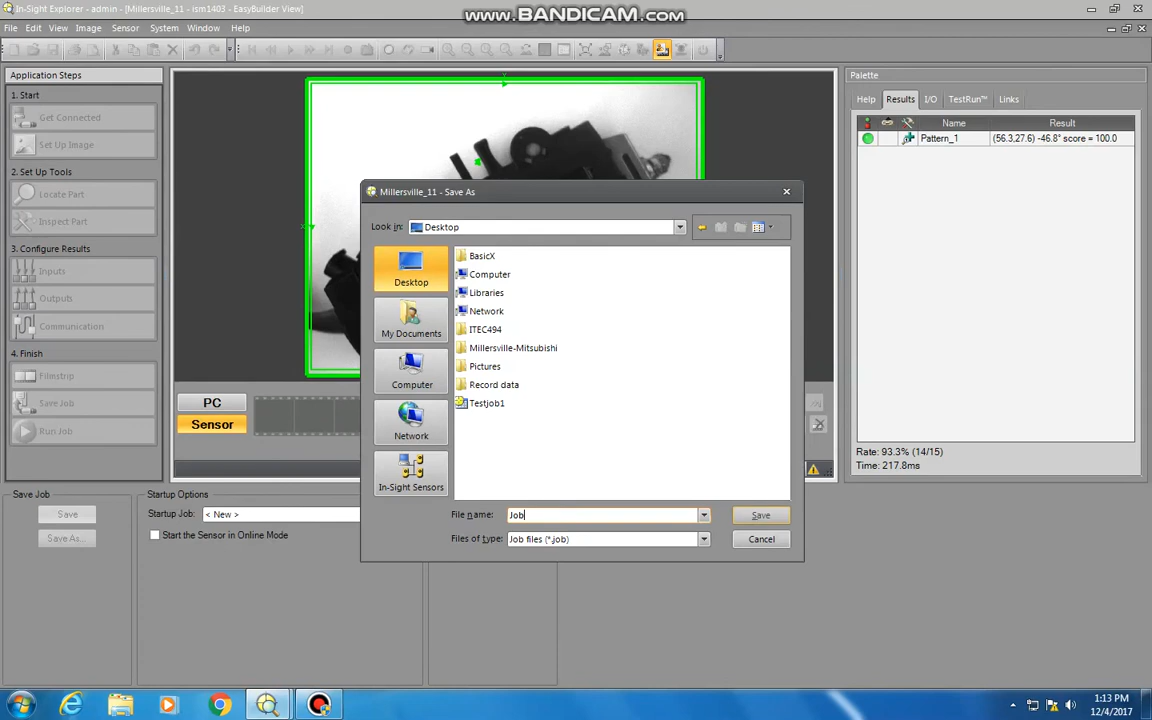 In-Sight Explorer - admin - [Millersville - ism1403 - EasyBuilder View]
www.BANDICAM.com
File Edit View Image Sensor System Window Help
Application Steps
1. Start
Get Connected
Set Up Image
2. Set Up Tools
Locate Part
Inspect Part
3. Configure Results
Inputs
Outputs
Communication
4. Finish
Filmstrip
Save Job
Run Job
PC
Sensor
Millersville_11 - Save As
Look in: Desktop
Desktop
My Documents
Computer
Network
In-Sight Sensors
BasicX
Computer
Libraries
Network
ITEC494
Millersville-Mitsubishi
Pictures
Record data
Testjob1
File name: Job Save
Files of type: Job files (*.job) Cancel
Palette
Help Results I/O TestRun™ Links
Name Result
Pattern_1 (56.3,27.6) -46.8° score = 100.0
Rate: 93.3% (14/15)
Time: 217.8ms
Save Job
Save
Save As...
Startup Options
Startup Job: < New >
Start the Sensor in Online Mode
1:13 PM
12/4/2017